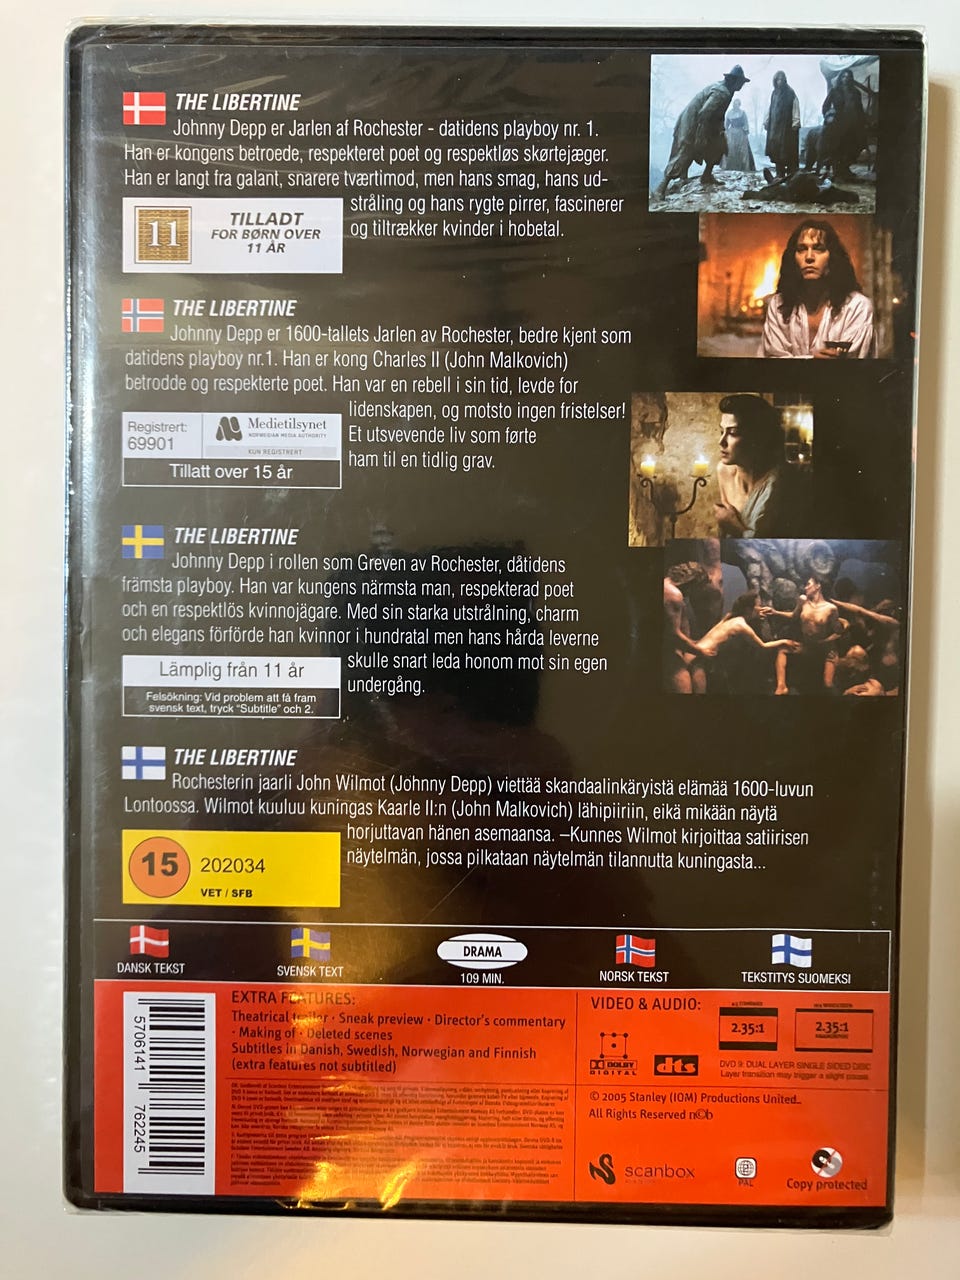 THE LIBERTINE
Johnny Depp er Jarlen af Rochester - datidens playboy nr. 1.
Han er kongens betroede, respekteret poet og respektløs skørtejæger.
Han er langt fra galant, snarere tværtimod, men hans smag, hans ud-
stråling og hans rygte pirrer, fascinerer
og tiltrækker kvinder i hobetal.
11
TILLADT
FOR BØRN OVER
11 ÅR
THE LIBERTINE
Johnny Depp er 1600-tallets Jarlen av Rochester, bedre kjent som
datidens playboy nr.1. Han er kong Charles II (John Malkovich)
betrodde og respekterte poet. Han var en rebell i sin tid, levde for
lidenskapen, og motsto ingen fristelser!
Et utsvevende liv som førte
ham til en tidlig grav.
Registrert:
69901
Medietilsynet
NORWEGIAN MEDIA AUTHORITY
KUN REGISTRERT
Tillatt over 15 år
THE LIBERTINE
Johnny Depp i rollen som Greven av Rochester, dåtidens
främsta playboy. Han var kungens närmsta man, respekterad poet
och en respektlös kvinnojägare. Med sin starka utstrålning, charm
och elegans förförde han kvinnor i hundratal men hans hårda leverne
skulle snart leda honom mot sin egen
undergång.
Lämplig från 11 år
Felsökning: Vid problem att få fram
svensk text, tryck "Subtitle" och 2.
THE LIBERTINE
Rochesterin jaarli John Wilmot (Johnny Depp) viettää skandaalinkäryistä elämää 1600-luvun
Lontoossa. Wilmot kuuluu kuningas Kaarle II:n (John Malkovich) lähipiiriin, eikä mikään näytä
horjuttavan hänen asemaansa. –Kunnes Wilmot kirjoittaa satiirisen
näytelmän, jossa pilkataan näytelmän tilannutta kuningasta...
15
202034
VET / SFB
DANSK TEKST
SVENSK TEXT
DRAMA
109 MIN.
NORSK TEKST
TEKSTITYS SUOMEKSI
EXTRA FEATURES:
Theatrical trailer · Sneak preview · Director's commentary
· Making of · Deleted scenes
Subtitles in Danish, Swedish, Norwegian and Finnish
(extra features not subtitled)
5706141 762245
VIDEO & AUDIO:
DOLBY
DIGITAL
dts
2.35:1
2.35:1
DVD 9: DUAL LAYER SINGLE SIDED DISC
Layer transition may trigger a slight pause.
© 2005 Stanley (IOM) Productions United..
All Rights Reserved
scanbox
PAL
Copy protected